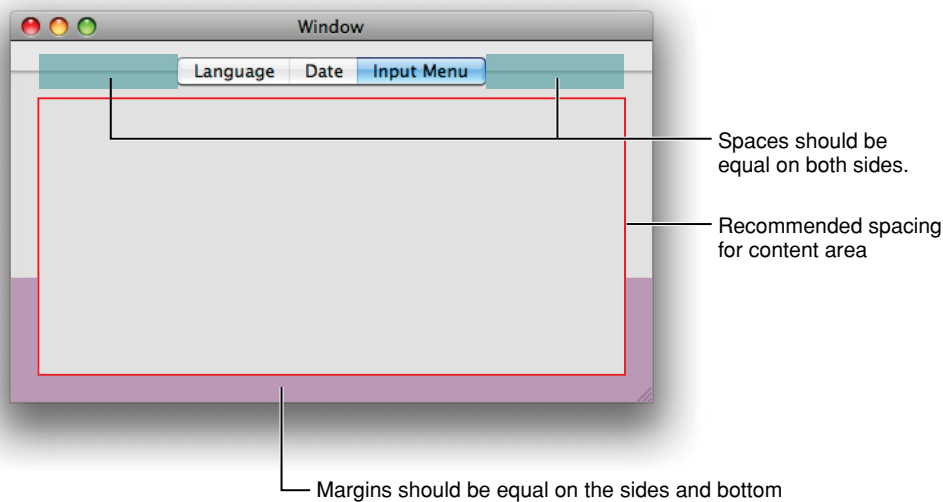 Window
Language Date Input Menu
Spaces should be
equal on both sides.
Recommended spacing
for content area
Margins should be equal on the sides and bottom